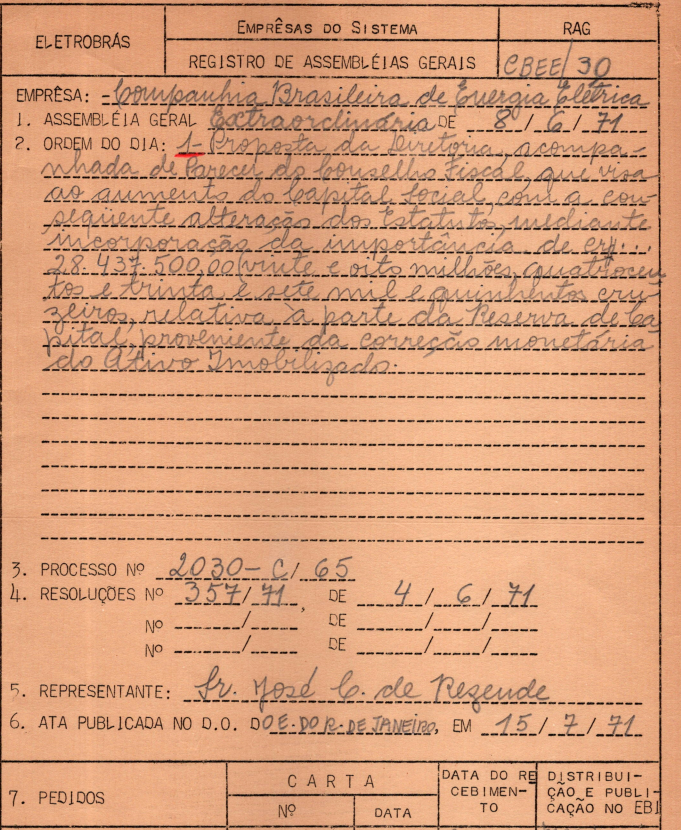 ELETROBRÁS
EMPRÊSAS DO SISTEMA
RAG
REGISTRO DE ASSEMBLÉIAS GERAIS
CBEE/30
EMPRÊSA: - Companhia Brasileira de Energia Elétrica
1. ASSEMBLÉIA GERAL Extraordinária DE 8 / 6 / 71
2. ORDEM DO DIA: 1- Proposta da Diretoria, acompa-
nhada de Parecer do Conselho Fiscal, que visa
ao aumento do Capital Social, com a con-
seqüente alteração dos Estatutos, mediante
incorporação da importância de cr$...
28.437.500,00 (vinte e oito milhões, quatrocen
tos e trinta e sete mil e quinhentos cru-
zeiros, relativa à parte da Reserva de Ca
pital, proveniente da correção monetária
do Ativo Imobilizado.
3. PROCESSO Nº 2030-C/ 65
4. RESOLUÇÕES Nº 357/71, DE 4 / 6 / 71
Nº / DE / /
Nº / DE / /
5. REPRESENTANTE: Sr. José C. de Rezende
6. ATA PUBLICADA NO D.O. DO E. DO R. DE JANEIRO, EM 15 / 7 / 71
7. PEDIDOS
CARTA
Nº
DATA
DATA DO RE
CEBIMEN-
TO
DISTRIBUI-
ÇÃO E PUBLI-
CAÇÃO NO EBI